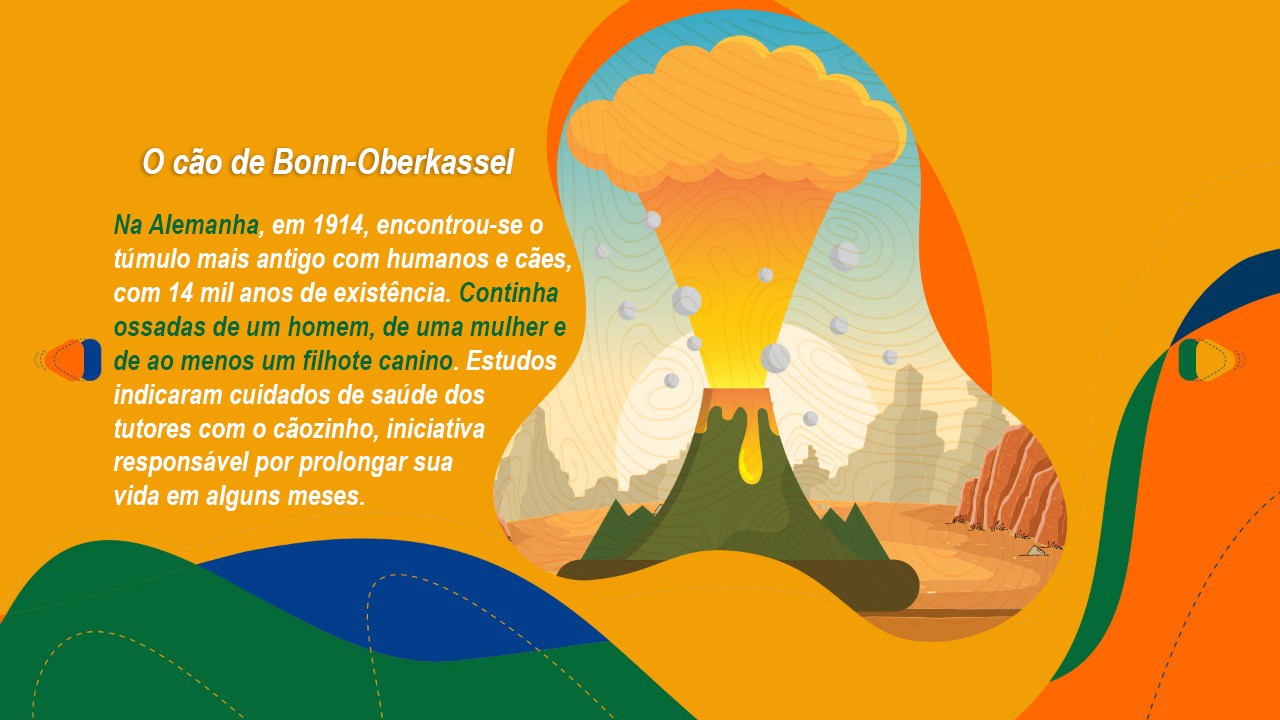 O cão de Bonn-Oberkassel
Na Alemanha, em 1914, encontrou-se o
túmulo mais antigo com humanos e cães,
com 14 mil anos de existência. Continha
ossadas de um homem, de uma mulher e
de ao menos um filhote canino. Estudos
indicaram cuidados de saúde dos
tutores com o cãozinho, iniciativa
responsável por prolongar sua
vida em alguns meses.